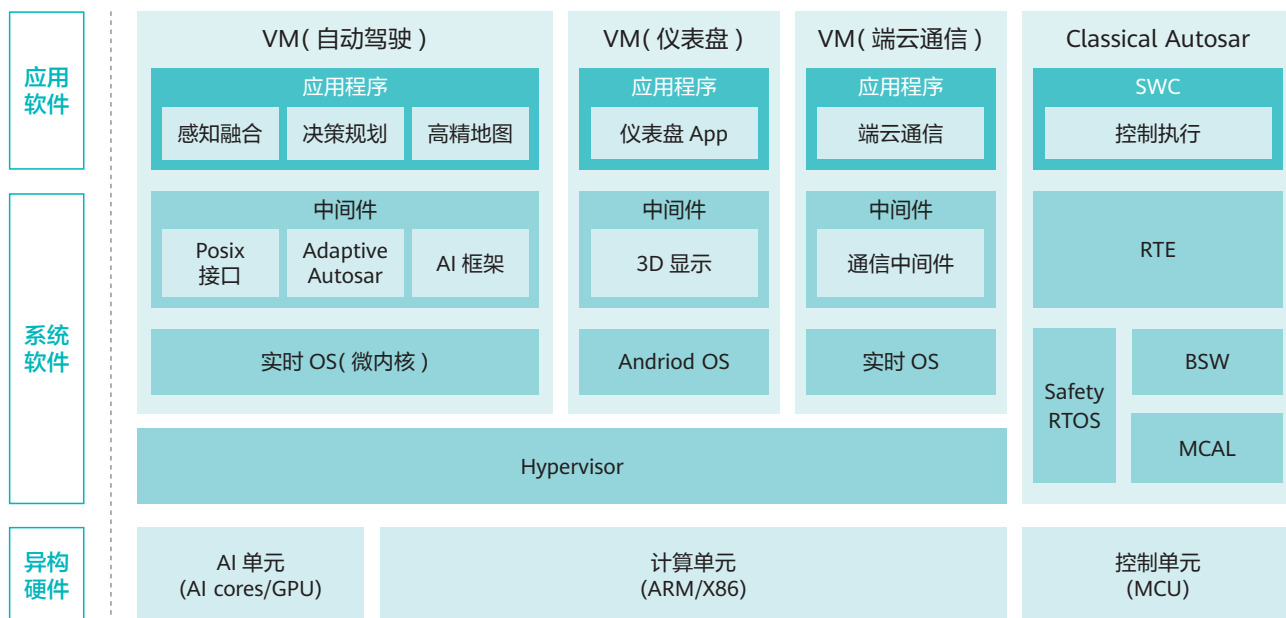 应用
软件
VM( 自动驾驶 )
应用程序
感知融合
决策规划
高精地图
VM( 仪表盘 )
应用程序
仪表盘 App
VM( 端云通信 )
应用程序
端云通信
Classical Autosar
SWC
控制执行
系统
软件
中间件
Posix
接口
Adaptive
Autosar
AI 框架
实时 OS( 微内核 )
中间件
3D 显示
Andriod OS
中间件
通信中间件
实时 OS
RTE
Safety
RTOS
BSW
MCAL
Hypervisor
异构
硬件
AI 单元
(AI cores/GPU)
计算单元
(ARM/X86)
控制单元
(MCU)